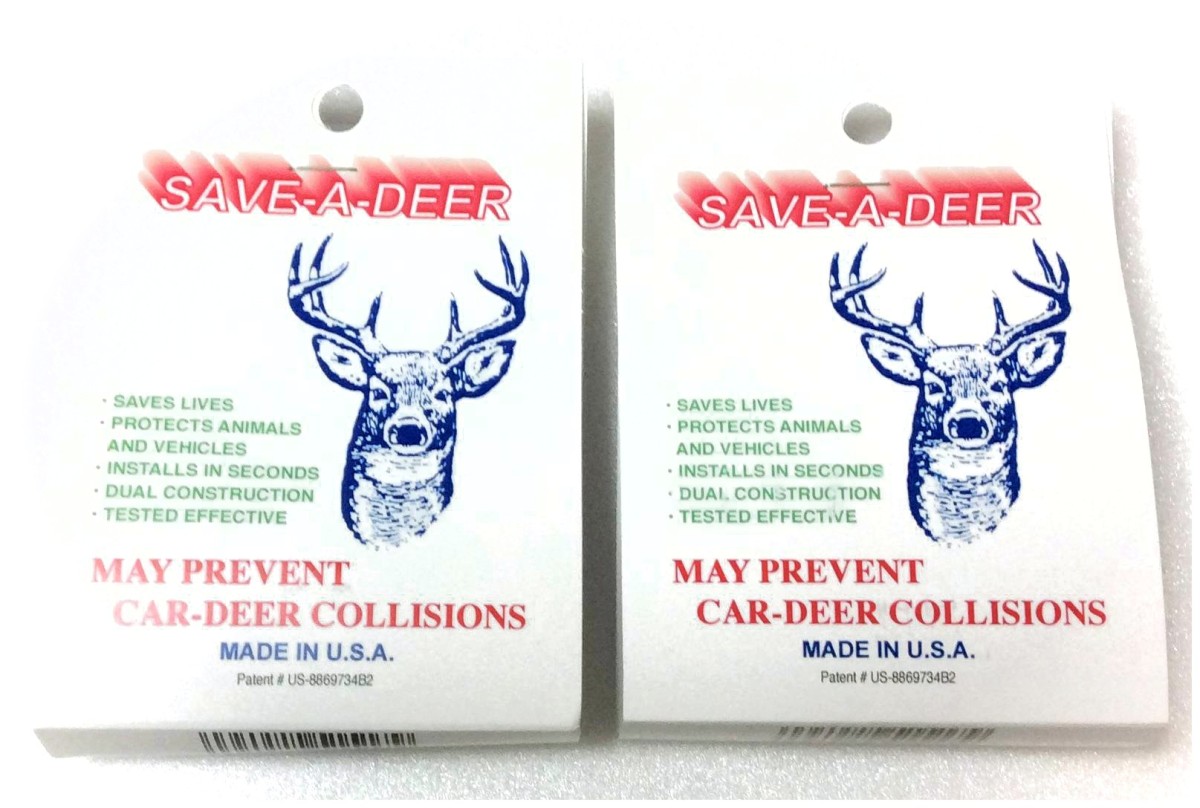 SAVE-A-DEER
· SAVES LIVES
· PROTECTS ANIMALS
AND VEHICLES
· INSTALLS IN SECONDS
· DUAL CONSTRUCTION
· TESTED EFFECTIVE
MAY PREVENT
CAR-DEER COLLISIONS
MADE IN U.S.A.
Patent # US-8869734B2
SAVE-A-DEER
· SAVES LIVES
· PROTECTS ANIMALS
AND VEHICLES
· INSTALLS IN SECONDS
· DUAL CONSTRUCTION
· TESTED EFFECTIVE
MAY PREVENT
CAR-DEER COLLISIONS
MADE IN U.S.A.
Patent # US-8869734B2